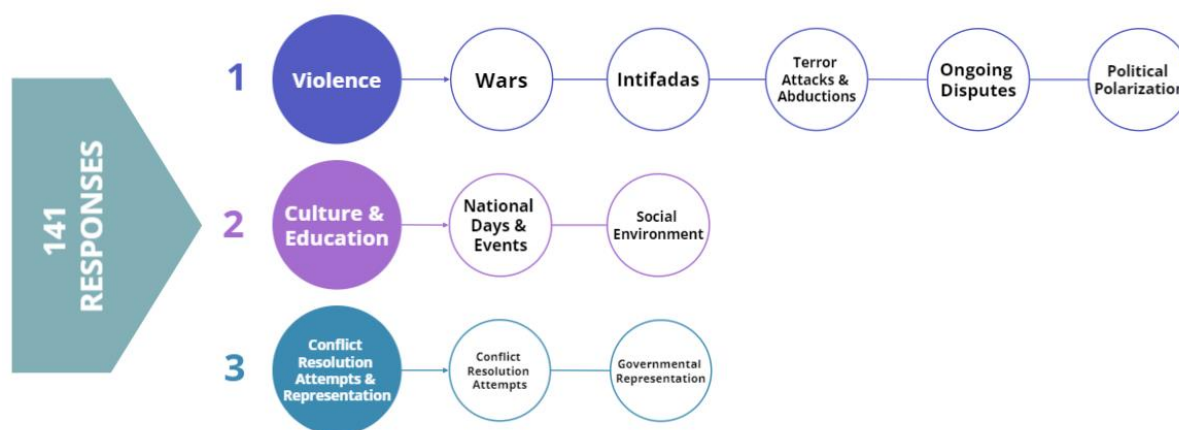 141
RESPONSES
1
Violence
Wars
Intifadas
Terror
Attacks &
Abductions
Ongoing
Disputes
Political
Polarization
2
Culture &
Education
National
Days &
Events
Social
Environment
3
Conflict
Resolution
Attempts &
Representation
Conflict
Resolution
Attempts
Governmental
Representation